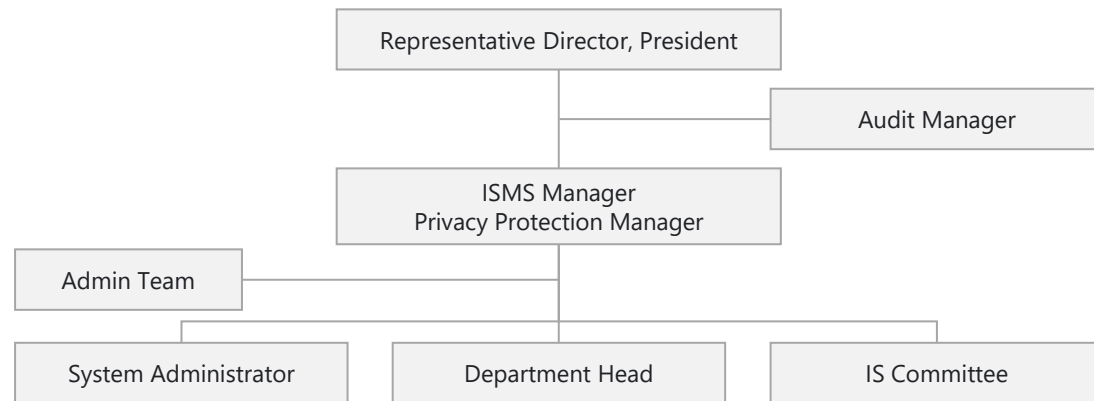 Representative Director, President
Audit Manager
ISMS Manager
Privacy Protection Manager
Admin Team
System Administrator
Department Head
IS Committee